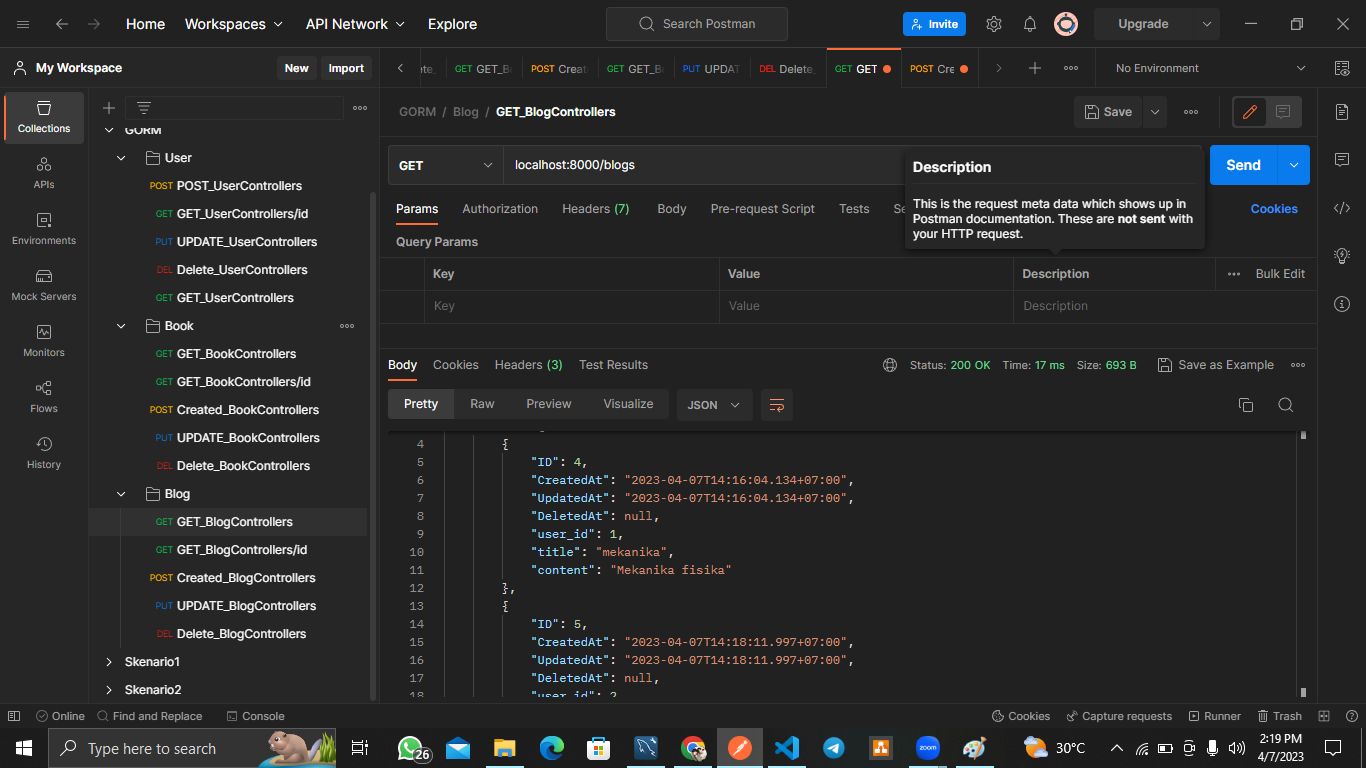 Home Workspaces API Network Explore Search Postman Invite Upgrade
My Workspace New Import
GET GET_B POST Creat GET GET_B PUT UPDAT DEL Delete_ GET GET POST Cre No Environment
Collections
APIs
Environments
Mock Servers
Monitors
Flows
History
GORM
User
POST POST_UserControllers
GET GET_UserControllers/id
PUT UPDATE_UserControllers
DEL Delete_UserControllers
GET GET_UserControllers
Book
GET GET_BookControllers
GET GET_BookControllers/id
POST Created_BookControllers
PUT UPDATE_BookControllers
DEL Delete_BookControllers
Blog
GET GET_BlogControllers
GET GET_BlogControllers/id
POST Created_BlogControllers
PUT UPDATE_BlogControllers
DEL Delete_BlogControllers
Skenario1
Skenario2
GORM / Blog / GET_BlogControllers Save
GET localhost:8000/blogs Send
Description
This is the request meta data which shows up in
Postman documentation. These are not sent with
your HTTP request.
Params Authorization Headers (7) Body Pre-request Script Tests Se Cookies
Query Params
Key Value Description Bulk Edit
Key Value Description
Body Cookies Headers (3) Test Results Status: 200 OK Time: 17 ms Size: 693 B Save as Example
Pretty Raw Preview Visualize JSON
4 {
5 "ID": 4,
6 "CreatedAt": "2023-04-07T14:16:04.134+07:00",
7 "UpdatedAt": "2023-04-07T14:16:04.134+07:00",
8 "DeletedAt": null,
9 "user_id": 1,
10 "title": "mekanika",
11 "content": "Mekanika fisika"
12 },
13 {
14 "ID": 5,
15 "CreatedAt": "2023-04-07T14:18:11.997+07:00",
16 "UpdatedAt": "2023-04-07T14:18:11.997+07:00",
17 "DeletedAt": null,
18 "user_id": 2
Online Find and Replace Console Cookies Capture requests Runner Trash
Type here to search 26 zoom 30°C 2:19 PM
4/7/2023